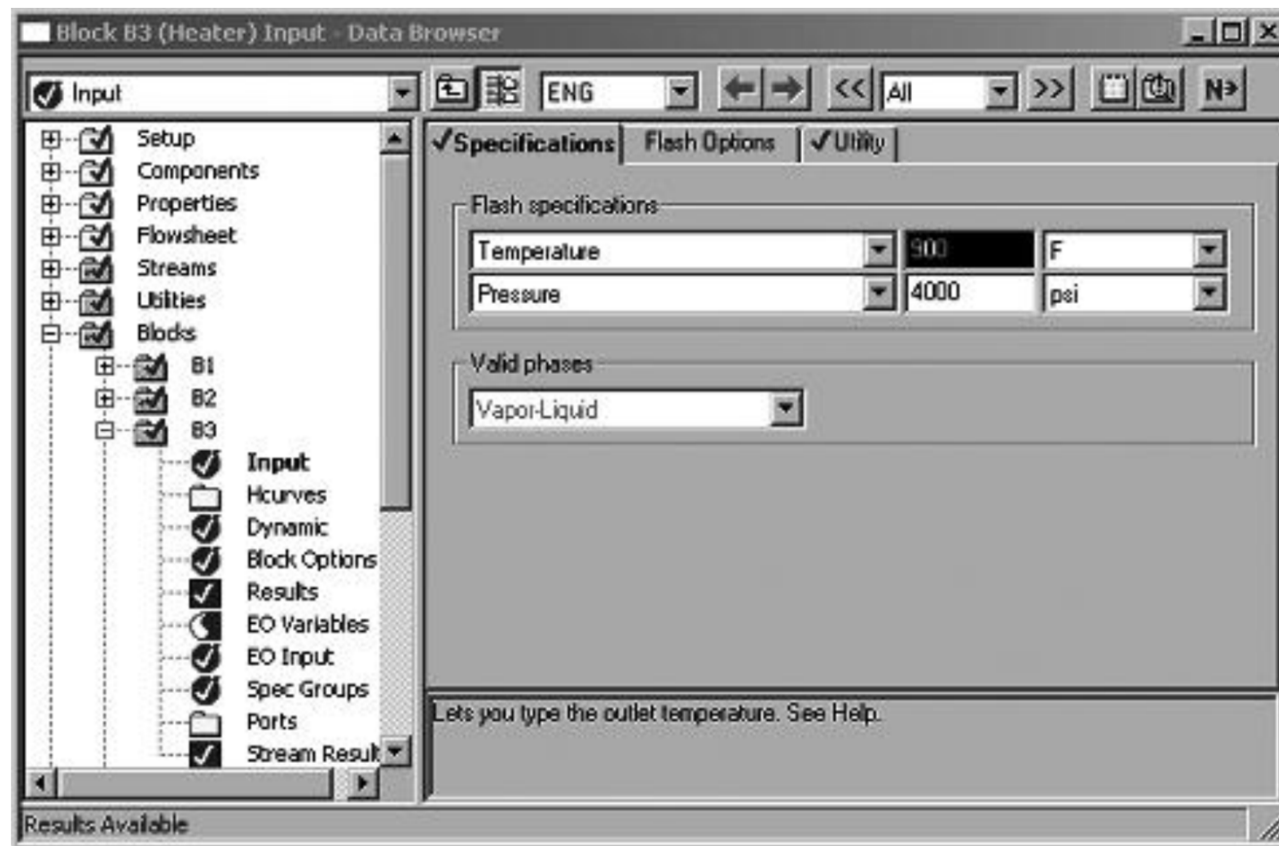 Block B3 (Heater) Input - Data Browser
Input
ENG
<<
All
>>
N
Setup
Components
Properties
Flowsheet
Streams
Utilities
Blocks
B1
B2
B3
Input
Hcurves
Dynamic
Block Options
Results
EO Variables
EO Input
Spec Groups
Ports
Stream Result
Specifications
Flash Options
Utility
Flash specifications
Temperature 900 F
Pressure 4000 psi
Valid phases
Vapor-Liquid
Lets you type the outlet temperature. See Help.
Results Available